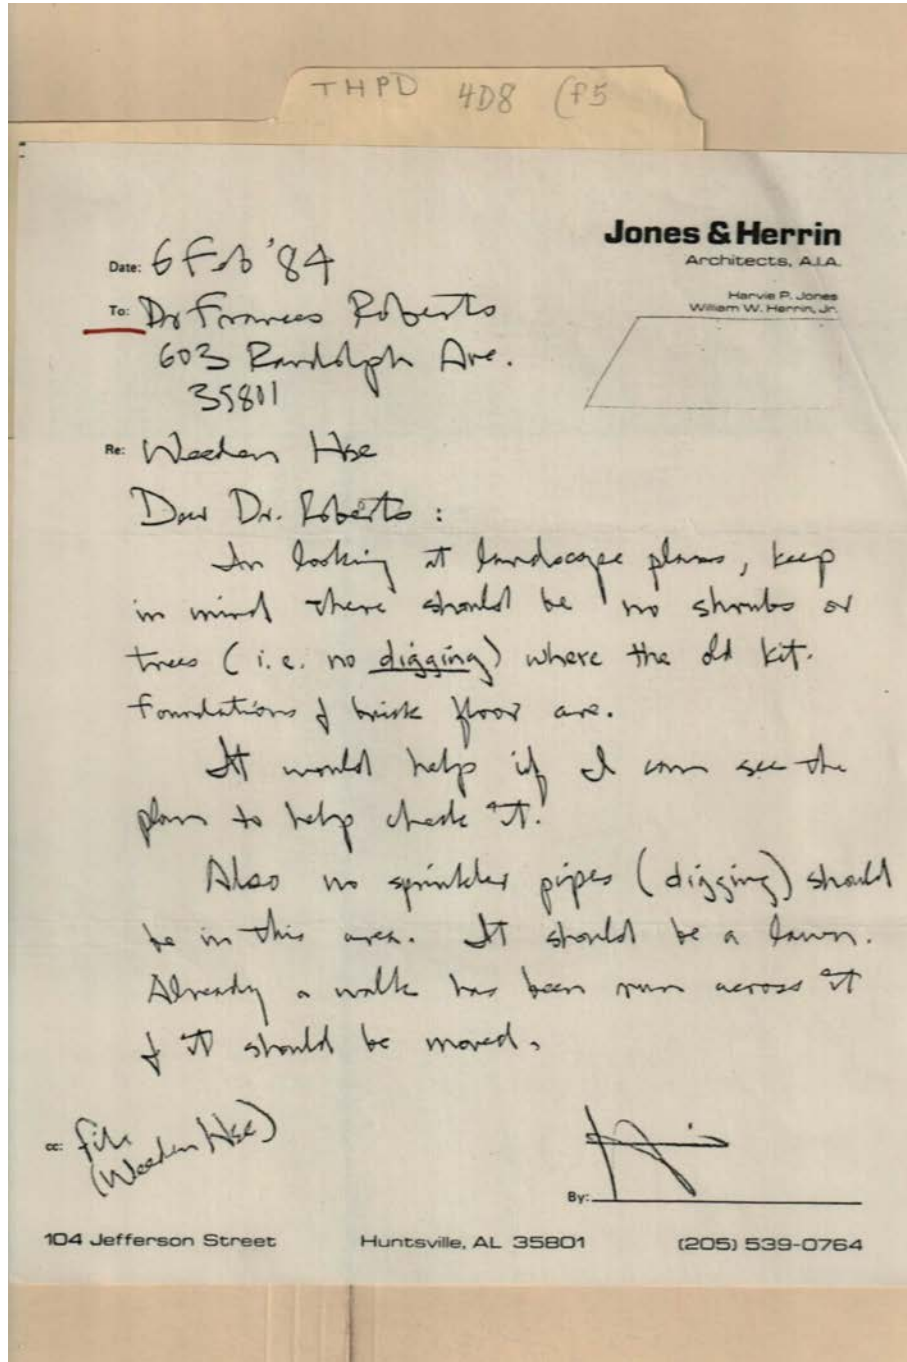 THPD 4D8 (f5
Jones & Herrin
Architects, A.I.A.
Harvie P. Jones
William W. Herrin, Jr.
Date: 6 Feb '84
To: Dr Frances Roberts
603 Randolph Ave.
35801
Re: Weeden Hse
Dear Dr. Roberts:
In looking at landscape plans, keep
in mind there should be no shrubs or
trees (i.e. no digging) where the old kit.
foundations & brick floor are.
It would help if I can see the
plan to help check it.
Also no sprinkler pipes (digging) should
be in this area. It should be a lawn.
Already a walk has been run across it
& it should be moved.
cc: file
(Weeden Hse)
By:
104 Jefferson Street Huntsville, AL 35801 (205) 539-0764